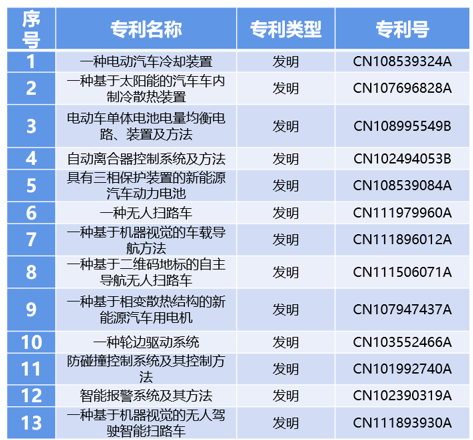 序号 专利名称 专利类型 专利号
1 一种电动汽车冷却装置 发明 CN108539324A
2 一种基于太阳能的汽车车内
制冷散热装置 发明 CN107696828A
3 电动车单体电池电量均衡电
路、装置及方法 发明 CN108995549B
4 自动离合器控制系统及方法 发明 CN102494053B
5 具有三相保护装置的新能源
汽车动力电池 发明 CN108539084A
6 一种无人扫路车 发明 CN111979960A
7 一种基于机器视觉的车载导
航方法 发明 CN111896012A
8 一种基于二维码地标的自主
导航无人扫路车 发明 CN111506071A
9 一种基于相变散热结构的新
能源汽车用电机 发明 CN107947437A
10 一种轮边驱动系统 发明 CN103552466A
11 防碰撞控制系统及其控制方
法 发明 CN101992740A
12 智能报警系统及其方法 发明 CN102390319A
13 一种基于机器视觉的无人驾
驶智能扫路车 发明 CN111893930A